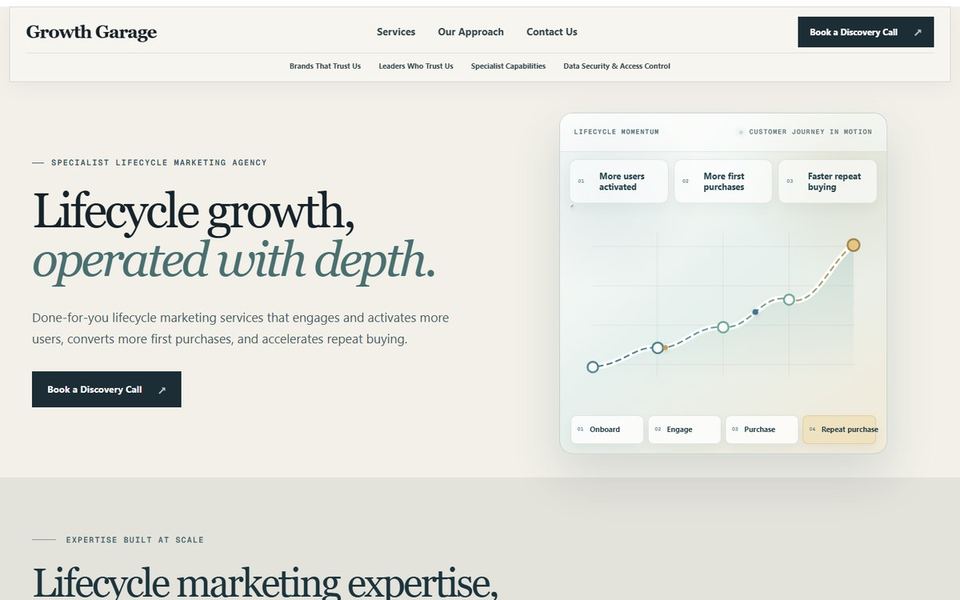 Growth Garage
Services
Our Approach
Contact Us
Book a Discovery Call ↗
Brands That Trust Us
Leaders Who Trust Us
Specialist Capabilities
Data Security & Access Control
SPECIALIST LIFECYCLE MARKETING AGENCY
Lifecycle growth,
operated with depth.
Done-for-you lifecycle marketing services that engages and activates more
users, converts more first purchases, and accelerates repeat buying.
Book a Discovery Call ↗
LIFECYCLE MOMENTUM
CUSTOMER JOURNEY IN MOTION
01 More users
activated
02 More first
purchases
03 Faster repeat
buying
01 Onboard
02 Engage
03 Purchase
04 Repeat purchase
EXPERTISE BUILT AT SCALE
Lifecycle marketing expertise,